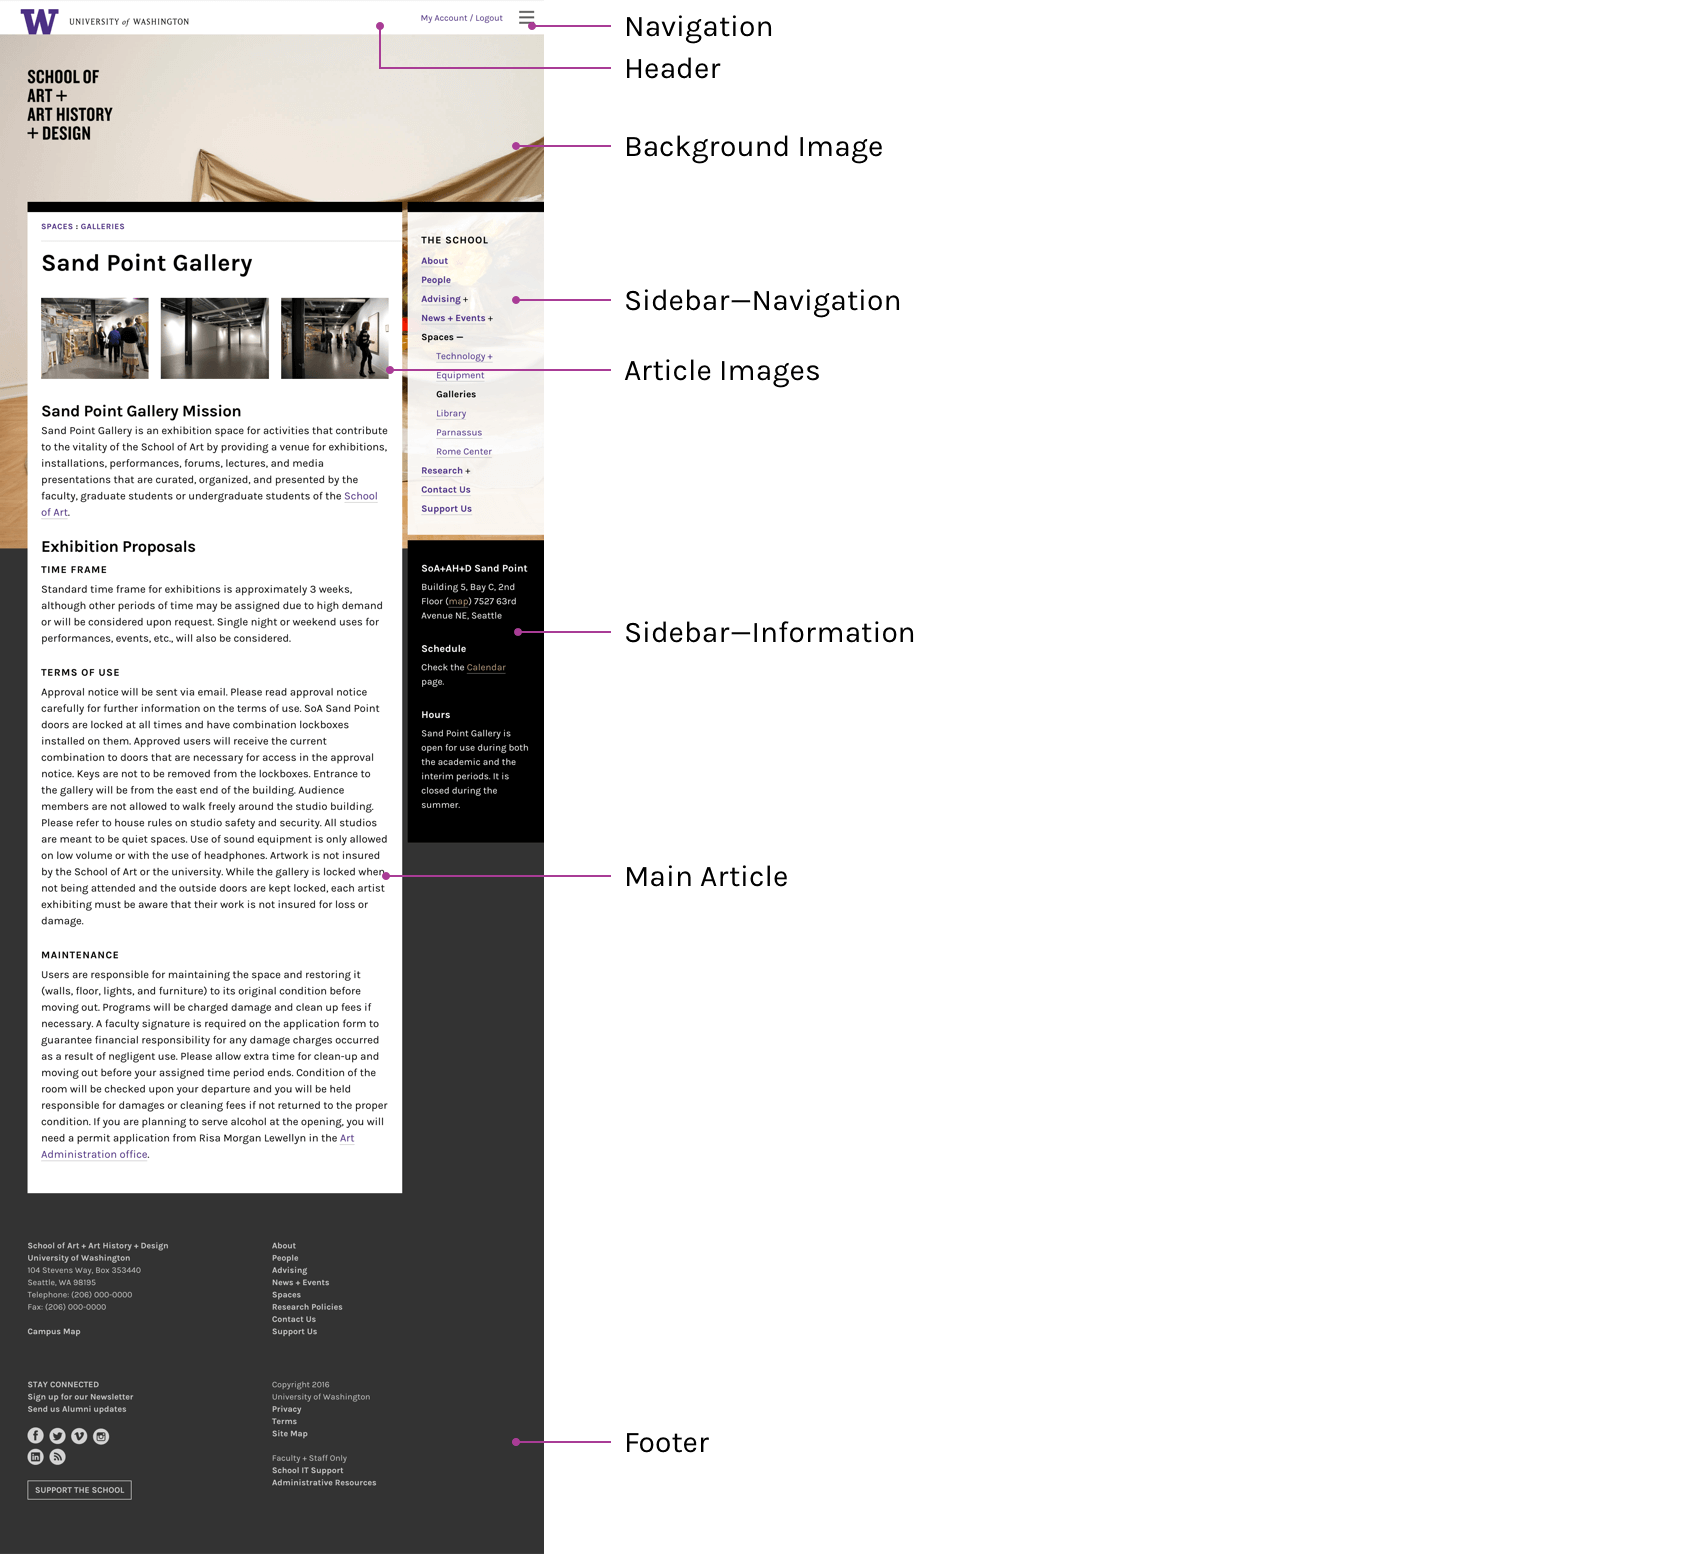 UNIVERSITY of WASHINGTON
My Account / Logout
Navigation
Header
SCHOOL OF
ART +
ART HISTORY
+ DESIGN
Background Image
SPACES : GALLERIES
Sand Point Gallery
Sand Point Gallery Mission
Sand Point Gallery is an exhibition space for activities that contribute
to the vitality of the School of Art by providing a venue for exhibitions,
installations, performances, forums, lectures, and media
presentations that are curated, organized, and presented by the
faculty, graduate students or undergraduate students of the School
of Art.
Exhibition Proposals
TIME FRAME
Standard time frame for exhibitions is approximately 3 weeks,
although other periods of time may be assigned due to high demand
or will be considered upon request. Single night or weekend uses for
performances, events, etc., will also be considered.
TERMS OF USE
Approval notice will be sent via email. Please read approval notice
carefully for further information on the terms of use. SoA Sand Point
doors are locked at all times and have combination lockboxes
installed on them. Approved users will receive the current
combination to doors that are necessary for access in the approval
notice. Keys are not to be removed from the lockboxes. Entrance to
the gallery will be from the east end of the building. Audience
members are not allowed to walk freely around the studio building.
Please refer to house rules on studio safety and security. All studios
are meant to be quiet spaces. Use of sound equipment is only allowed
on low volume or with the use of headphones. Artwork is not insured
by the School of Art or the university. While the gallery is locked when
not being attended and the outside doors are kept locked, each artist
exhibiting must be aware that their work is not insured for loss or
damage.
MAINTENANCE
Users are responsible for maintaining the space and restoring it
(walls, floor, lights, and furniture) to its original condition before
moving out. Programs will be charged damage and clean up fees if
necessary. A faculty signature is required on the application form to
guarantee financial responsibility for any damage charges occurred
as a result of negligent use. Please allow extra time for clean-up and
moving out before your assigned time period ends. Condition of the
room will be checked upon your departure and you will be held
responsible for damages or cleaning fees if not returned to the proper
condition. If you are planning to serve alcohol at the opening, you will
need a permit application from Risa Morgan Lewellyn in the Art
Administration office.
THE SCHOOL
About
People
Advising +
News + Events +
Spaces —
Technology +
Equipment
Galleries
Library
Parnassus
Rome Center
Research +
Contact Us
Support Us
Sidebar—Navigation
Article Images
SoA+AH+D Sand Point
Building 5, Bay C, 2nd
Floor (map) 7527 63rd
Avenue NE, Seattle
Schedule
Check the Calendar
page.
Hours
Sand Point Gallery is
open for use during both
the academic and the
interim periods. It is
closed during the
summer.
Sidebar—Information
Main Article
School of Art + Art History + Design
University of Washington
104 Stevens Way, Box 353440
Seattle, WA 98195
Telephone: (206) 000-0000
Fax: (206) 000-0000
Campus Map
About
People
Advising
News + Events
Spaces
Research Policies
Contact Us
Support Us
STAY CONNECTED
Sign up for our Newsletter
Send us Alumni updates
SUPPORT THE SCHOOL
Copyright 2016
University of Washington
Privacy
Terms
Site Map
Faculty + Staff Only
School IT Support
Administrative Resources
Footer